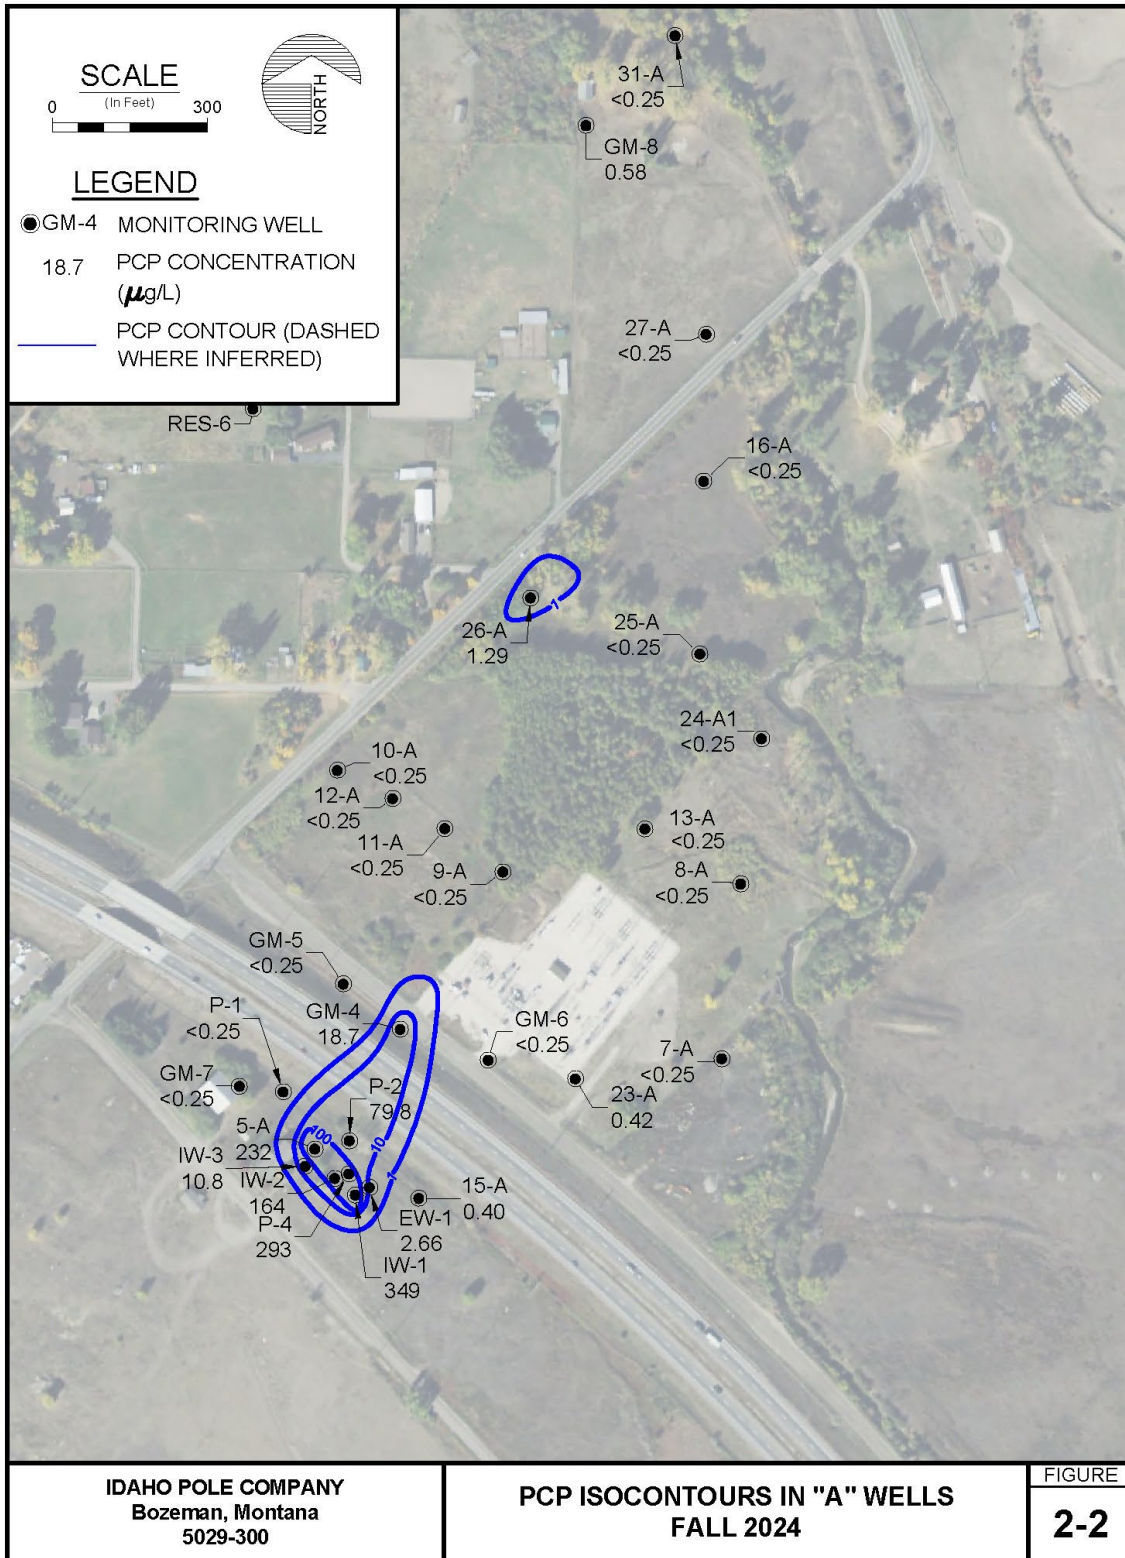 SCALE
(In Feet)
0 300
NORTH
LEGEND
GM-4 MONITORING WELL
18.7 PCP CONCENTRATION
(µg/L)
PCP CONTOUR (DASHED
WHERE INFERRED)
31-A
<0.25
GM-8
0.58
27-A
<0.25
RES-6
16-A
<0.25
1
26-A
1.29
25-A
<0.25
24-A1
<0.25
10-A
<0.25
12-A
<0.25
11-A
<0.25
9-A
<0.25
13-A
<0.25
8-A
<0.25
GM-5
<0.25
P-1
<0.25
GM-4
18.7
GM-6
<0.25
7-A
<0.25
GM-7
<0.25
23-A
0.42
P-2
79.8
5-A
232
100
10
1
IW-3
10.8
IW-2
164
P-4
293
15-A
0.40
EW-1
2.66
IW-1
349
IDAHO POLE COMPANY
Bozeman, Montana
5029-300
PCP ISOCONTOURS IN "A" WELLS
FALL 2024
FIGURE
2-2